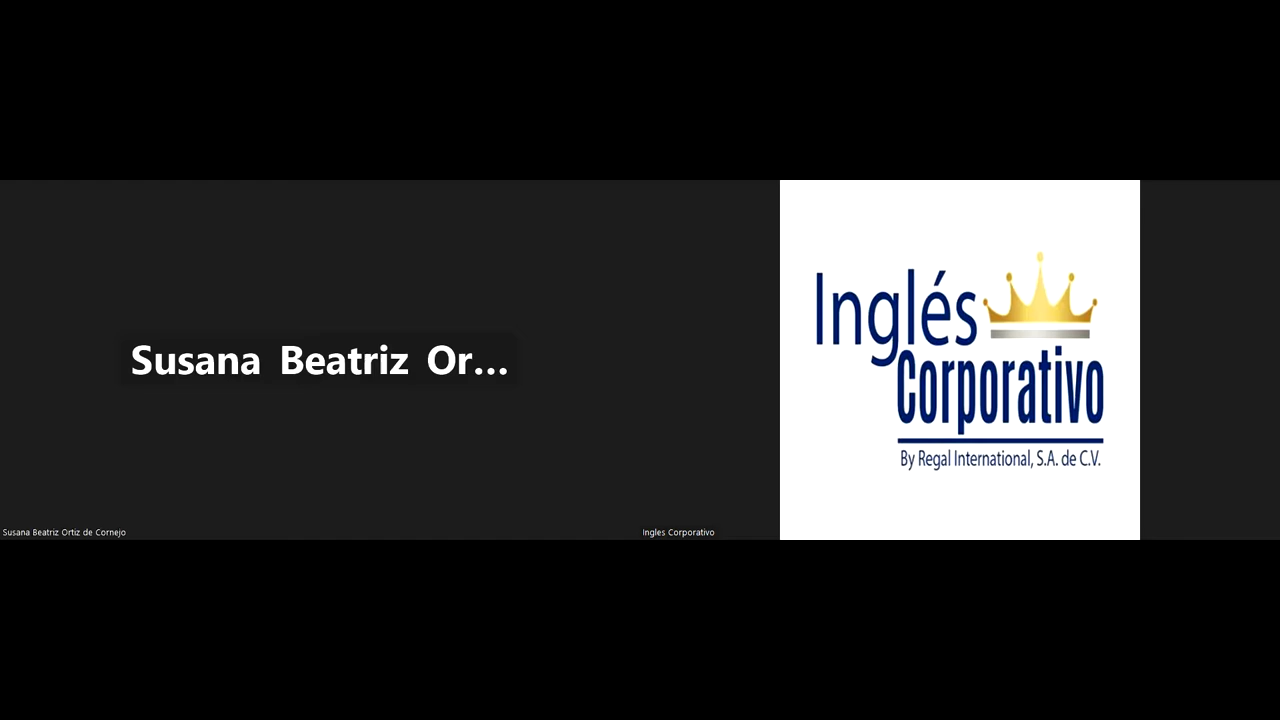 Susana Beatriz Or...
Inglés
Corporativo
By Regal International, S.A. de C.V.
Susana Beatriz Ortiz de Cornejo
Ingles Corporativo